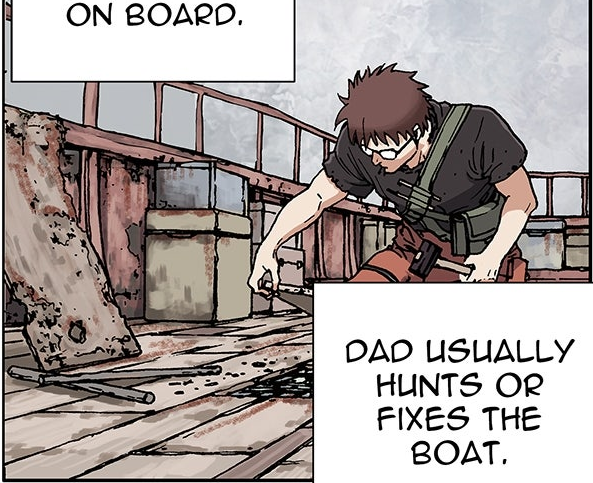 ON BOARD.
DAD USUALLY
HUNTS OR
FIXES THE
BOAT.